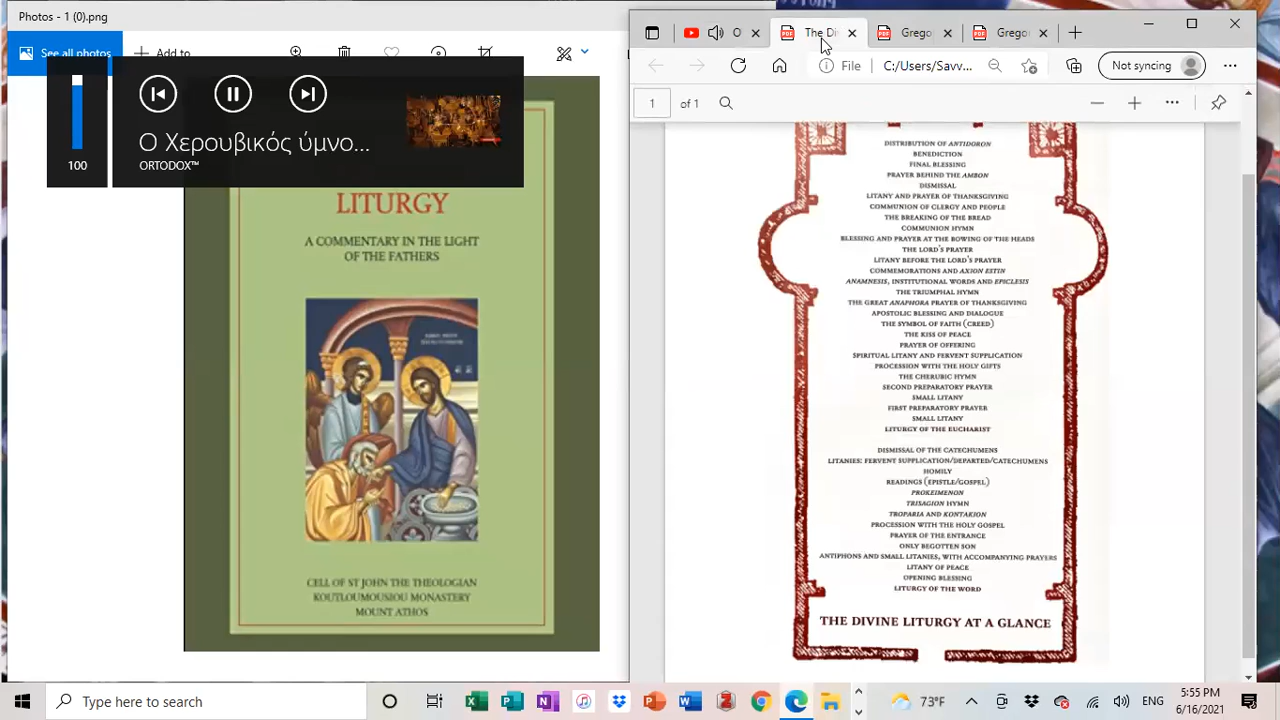 Photos - 1 (0).png
See all photos
Add to
100
Ο Χερουβικός ύμνο...
ORTODOX™
LITURGY
A COMMENTARY IN THE LIGHT
OF THE FATHERS
CELL OF ST JOHN THE THEOLOGIAN
KOUTLOUMOUSIOU MONASTERY
MOUNT ATHOS
O
The Di
Grego
Grego
File
C:/Users/Savv...
Not syncing
1
of 1
DISTRIBUTION OF ANTIDORON
BENEDICTION
FINAL BLESSING
PRAYER BEHIND THE AMBON
DISMISSAL
LITANY AND PRAYER OF THANKSGIVING
COMMUNION OF CLERGY AND PEOPLE
THE BREAKING OF THE BREAD
COMMUNION HYMN
BLESSING AND PRAYER AT THE BOWING OF THE HEADS
THE LORD'S PRAYER
LITANY BEFORE THE LORD'S PRAYER
COMMEMORATIONS AND AXION ESTIN
ANAMNESIS, INSTITUTIONAL WORDS AND EPICLESIS
THE TRIUMPHAL HYMN
THE GREAT ANAPHORA PRAYER OF THANKSGIVING
APOSTOLIC BLESSING AND DIALOGUE
THE SYMBOL OF FAITH (CREED)
THE KISS OF PEACE
PRAYER OF OFFERING
SPIRITUAL LITANY AND FERVENT SUPPLICATION
PROCESSION WITH THE HOLY GIFTS
THE CHERUBIC HYMN
SECOND PREPARATORY PRAYER
SMALL LITANY
FIRST PREPARATORY PRAYER
SMALL LITANY
LITURGY OF THE EUCHARIST
DISMISSAL OF THE CATECHUMENS
LITANIES: FERVENT SUPPLICATION/DEPARTED/CATECHUMENS
HOMILY
READINGS (EPISTLE/GOSPEL)
PROKEIMENON
TRISAGION HYMN
TROPARIA AND KONTAKION
PROCESSION WITH THE HOLY GOSPEL
PRAYER OF THE ENTRANCE
ONLY BEGOTTEN SON
ANTIPHONS AND SMALL LITANIES, WITH ACCOMPANYING PRAYERS
LITANY OF PEACE
OPENING BLESSING
LITURGY OF THE WORD
THE DIVINE LITURGY AT A GLANCE
Type here to search
73°F
ENG
5:55 PM
6/16/2021